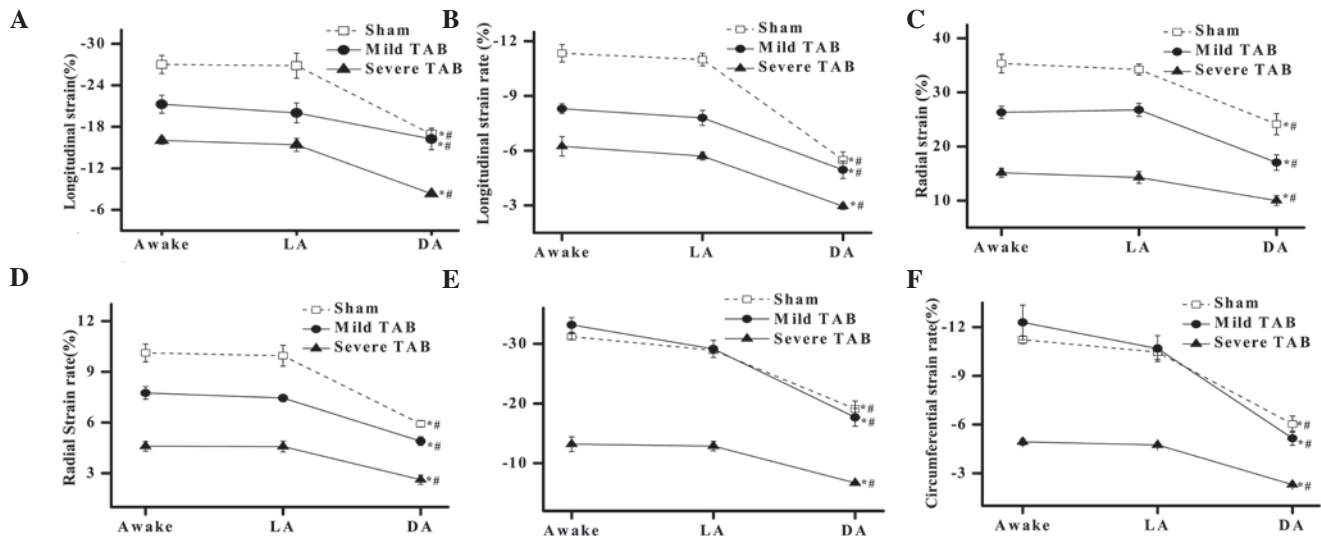 A
Longitudinal strain(%)
-30
-24
-18
-12
-6
Sham
Mild TAB
Severe TAB
*#
*#
*#
Awake LA DA
B
Longitudinal strain rate (%)
-12
-9
-6
-3
Sham
Mild TAB
Severe TAB
*#
*#
*#
Awake LA DA
C
Radial strain (%)
40
30
20
10
Sham
Mild TAB
Severe TAB
*#
*#
*#
Awake LA DA
D
Radial Strain rate(%)
12
9
6
3
Sham
Mild TAB
Severe TAB
*#
*#
*#
Awake LA DA
E
-30
-20
-10
Sham
Mild TAB
Severe TAB
*#
*#
*#
Awake LA DA
F
Circumferential strain rate(%)
-12
-9
-6
-3
Sham
Mild TAB
Severe TAB
*#
*#
*#
Awake LA DA